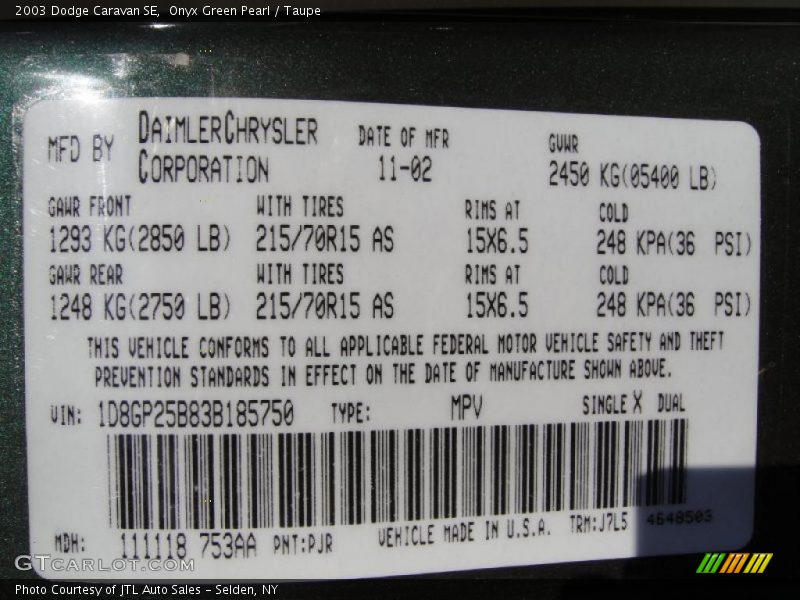 2003 Dodge Caravan SE, Onyx Green Pearl / Taupe
MFD BY DAIMLERCHRYSLER CORPORATION DATE OF MFR 11-02 GVWR 2450 KG(05400 LB)
GAWR FRONT WITH TIRES RIMS AT COLD
1293 KG(2850 LB) 215/70R15 AS 15X6.5 248 KPA(36 PSI)
GAWR REAR WITH TIRES RIMS AT COLD
1248 KG(2750 LB) 215/70R15 AS 15X6.5 248 KPA(36 PSI)
THIS VEHICLE CONFORMS TO ALL APPLICABLE FEDERAL MOTOR VEHICLE SAFETY AND THEFT
PREVENTION STANDARDS IN EFFECT ON THE DATE OF MANUFACTURE SHOWN ABOVE.
VIN: 1D8GP25B83B185750 TYPE: MPV SINGLE X DUAL
MDH: 111118 753AA PNT:PJR VEHICLE MADE IN U.S.A. TRM:J7L5 4648503
GTCarLot.com
Photo Courtesy of JTL Auto Sales - Selden, NY